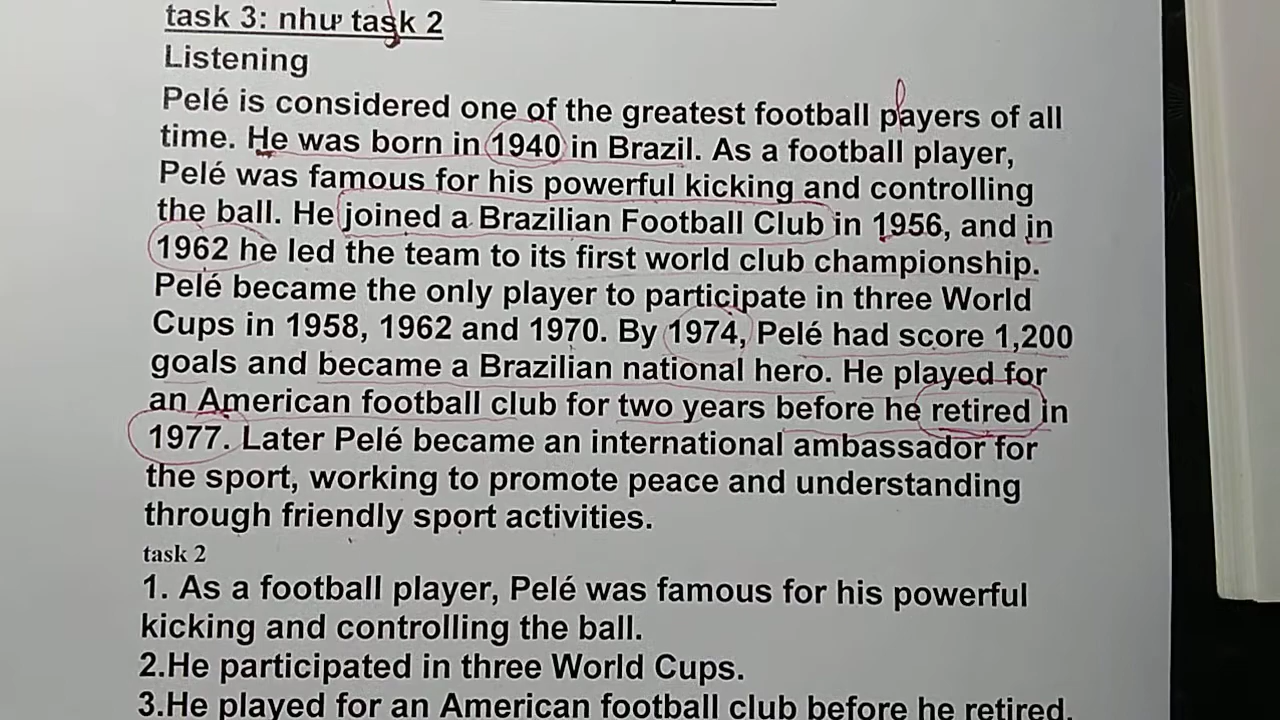 task 3: như task 2
Listening
Pelé is considered one of the greatest football players of all
time. He was born in 1940 in Brazil. As a football player,
Pelé was famous for his powerful kicking and controlling
the ball. He joined a Brazilian Football Club in 1956, and in
1962 he led the team to its first world club championship.
Pelé became the only player to participate in three World
Cups in 1958, 1962 and 1970. By 1974, Pelé had score 1,200
goals and became a Brazilian national hero. He played for
an American football club for two years before he retired in
1977. Later Pelé became an international ambassador for
the sport, working to promote peace and understanding
through friendly sport activities.
task 2
1. As a football player, Pelé was famous for his powerful
kicking and controlling the ball.
2.He participated in three World Cups.
3.He played for an American football club before he retired.